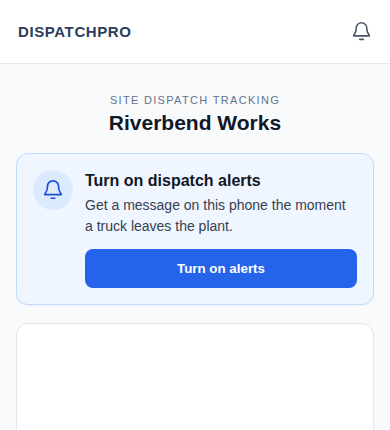 DISPATCHPRO
SITE DISPATCH TRACKING
Riverbend Works
Turn on dispatch alerts
Get a message on this phone the moment
a truck leaves the plant.
Turn on alerts